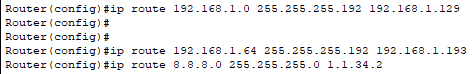 Router(config)#ip route 192.168.1.0 255.255.255.192 192.168.1.129
Router(config)#
Router(config)#
Router(config)#ip route 192.168.1.64 255.255.255.192 192.168.1.193
Router(config)#ip route 8.8.8.0 255.255.255.0 1.1.34.2